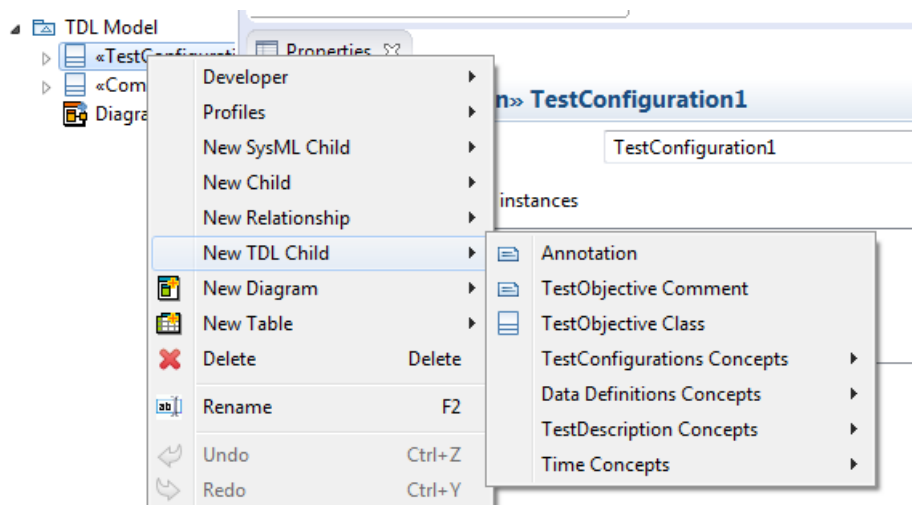 TDL Model
«TestConfigurati
«Com
Diagra
Properties
n» TestConfiguration1
TestConfiguration1
instances
Developer
Profiles
New SysML Child
New Child
New Relationship
New TDL Child
New Diagram
New Table
Delete Delete
Rename F2
Undo Ctrl+Z
Redo Ctrl+Y
Annotation
TestObjective Comment
TestObjective Class
TestConfigurations Concepts
Data Definitions Concepts
TestDescription Concepts
Time Concepts